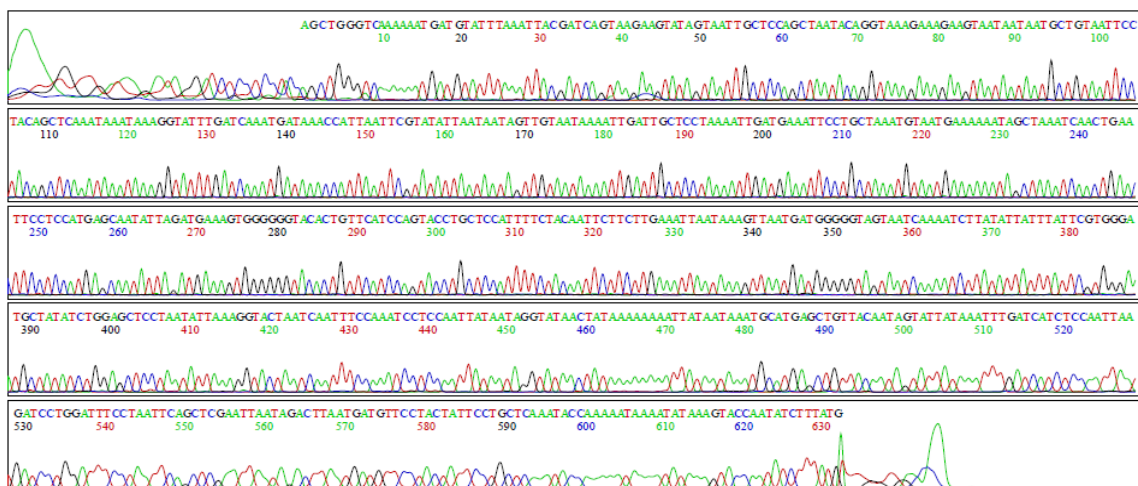 AGCTGGGTCAAAAAATGATGTATTTAAATTACGATCAGTAAGAAGTATAGTAATTGCTCCAGCTAATACAGGTAAAGAAAGAAGTAATAATAATGCTGTAATTCC
10 20 30 40 50 60 70 80 90 100
TACAGCTCAAATAAATAAAGGTATTTGATCAAATGATAAACCATTAATTCGTATATTAATAATAGTTGTAATAAAATTGATTGCTCCTAAAATTGATGAAATTCCTGCTAAATGTAATGAAAAAATAGCTAAATCAACTGAA
110 120 130 140 150 160 170 180 190 200 210 220 230 240
TTCCTCCATGAGCAATATTAGATGAAAGTGGGGGGTACACTGTTCATCCAGTACCTGCTCCATTTTCTACAATTCTTCTTGAAATTAATAAAGTTAATGATGGGGGTAGTAATCAAAATCTTATATTATTTATTCGTGGGA
250 260 270 280 290 300 310 320 330 340 350 360 370 380
TGCTATATCTGGAGCTCCTAATATTAAAGGTACTAATCAATTTCCAAATCCTCCAATTATAATAGGTATAACTATAAAAAAAAATTATAATAAATGCATGAGCTGTTACAATAGTATTATAAATTTGATCATCTCCAATTAA
390 400 410 420 430 440 450 460 470 480 490 500 510 520
GATCCTGGATTTCCTAATTCAGCTCGAATTAATAGACTTAATGATGTTCCTACTATTCCTGCTCAAATACCAAAAATAAAATATAAAGTACCAATATCTTTATG
530 540 550 560 570 580 590 600 610 620 630